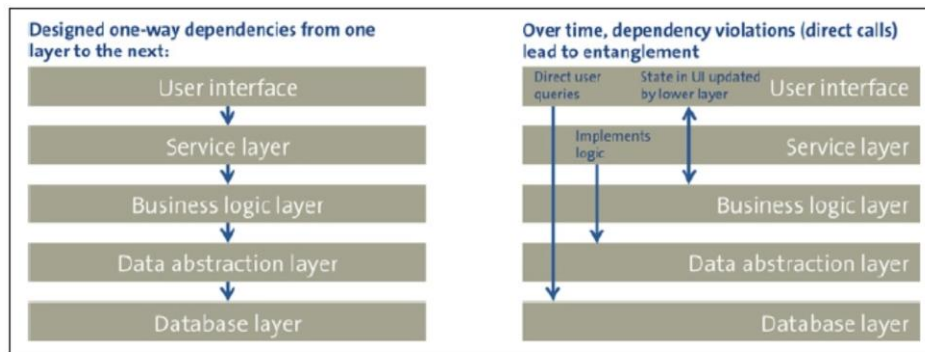 Designed one-way dependencies from one
layer to the next:
User interface
Service layer
Business logic layer
Data abstraction layer
Database layer
Over time, dependency violations (direct calls)
lead to entanglement
Direct user
queries
State in UI updated
by lower layer
User interface
Implements
logic
Service layer
Business logic layer
Data abstraction layer
Database layer